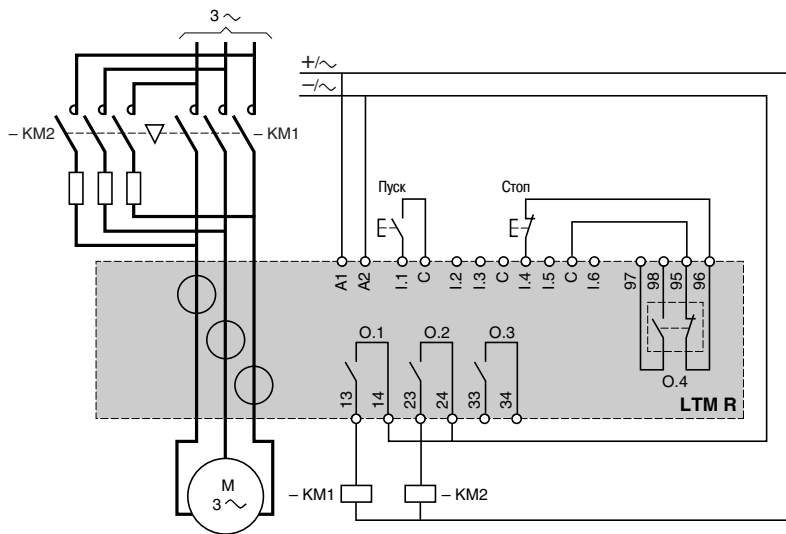 3 ∼
+/∼
−/∼
– KM2
– KM1
Пуск
Стоп
A1
A2
I.1
C
I.2
I.3
C
I.4
I.5
C
I.6
97
98
95
96
O.1
O.2
O.3
O.4
13
14
23
24
33
34
LTM R
M
3 ∼
– KM1
– KM2